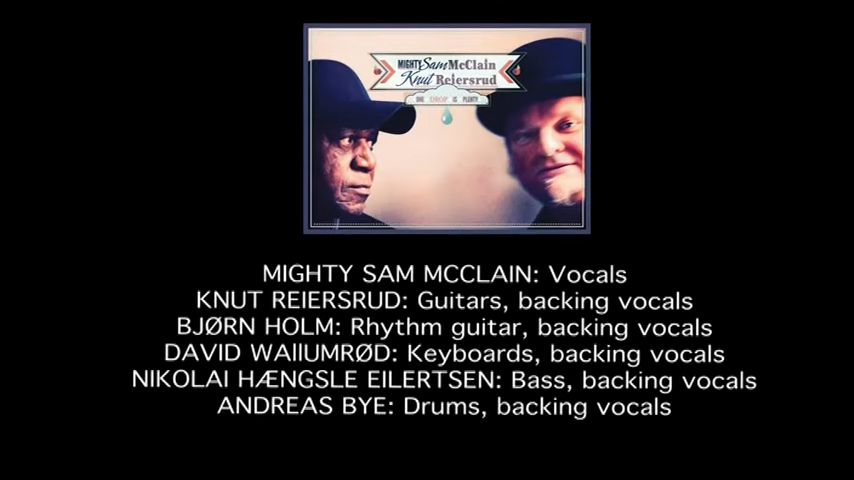 MIGHTY Sam McClain
Knut Reiersrud
ONE DROP IS PLENTY
MIGHTY SAM MCCLAIN: Vocals
KNUT REIERSRUD: Guitars, backing vocals
BJØRN HOLM: Rhythm guitar, backing vocals
DAVID WAllUMRØD: Keyboards, backing vocals
NIKOLAI HÆNGSLE EILERTSEN: Bass, backing vocals
ANDREAS BYE: Drums, backing vocals